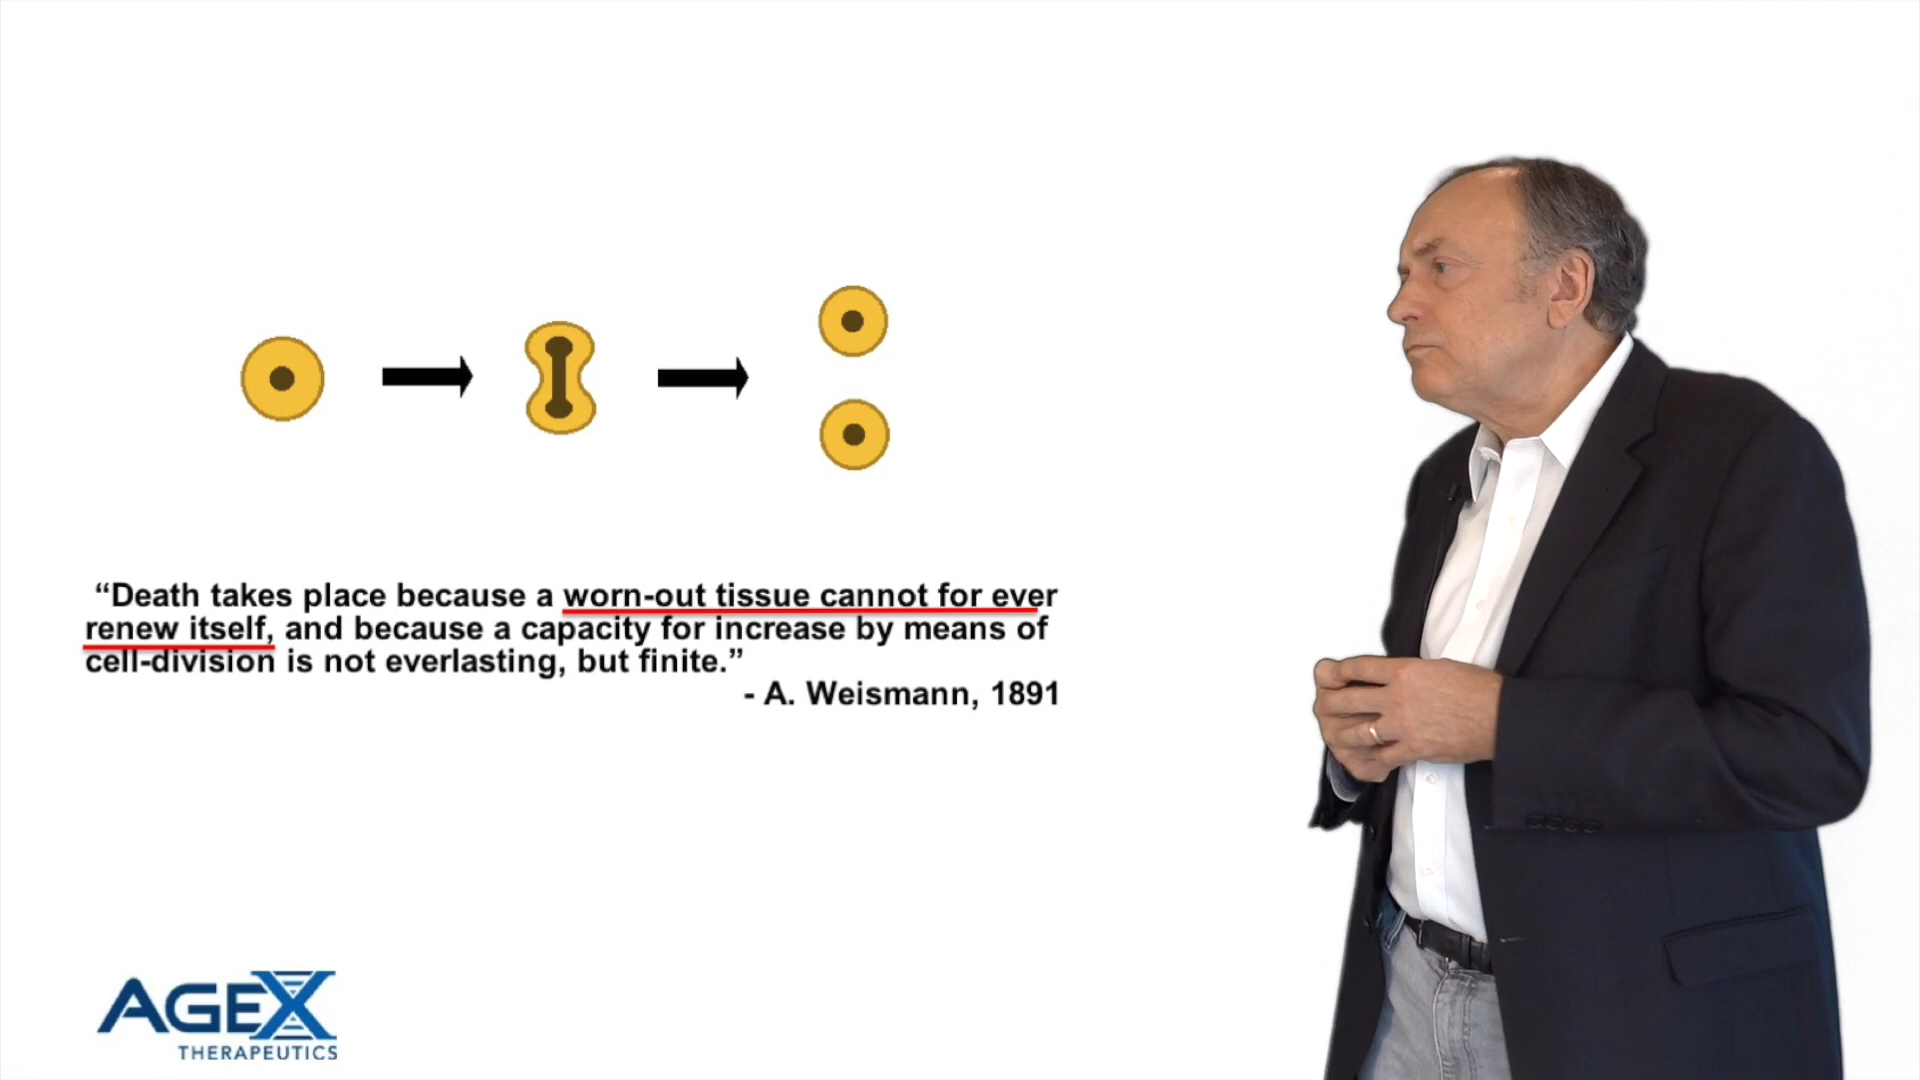 “Death takes place because a worn-out tissue cannot for ever
renew itself, and because a capacity for increase by means of
cell-division is not everlasting, but finite.”
- A. Weismann, 1891
AGEX
THERAPEUTICS